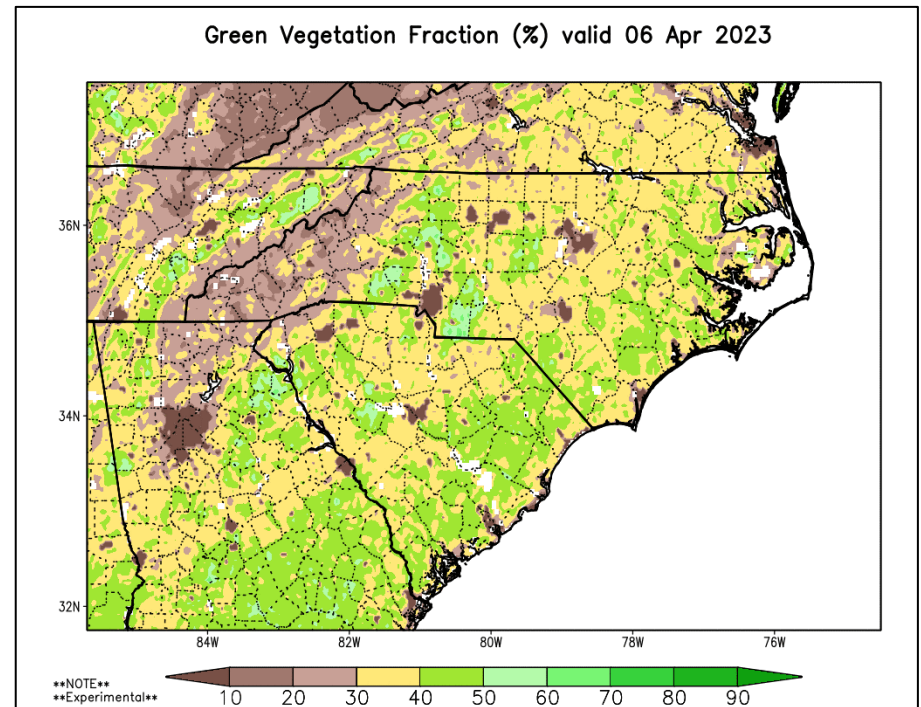 Green Vegetation Fraction (%) valid 06 Apr 2023
36N
34N
32N
84W 82W 80W 78W 76W
**NOTE**
**Experimental**
10 20 30 40 50 60 70 80 90